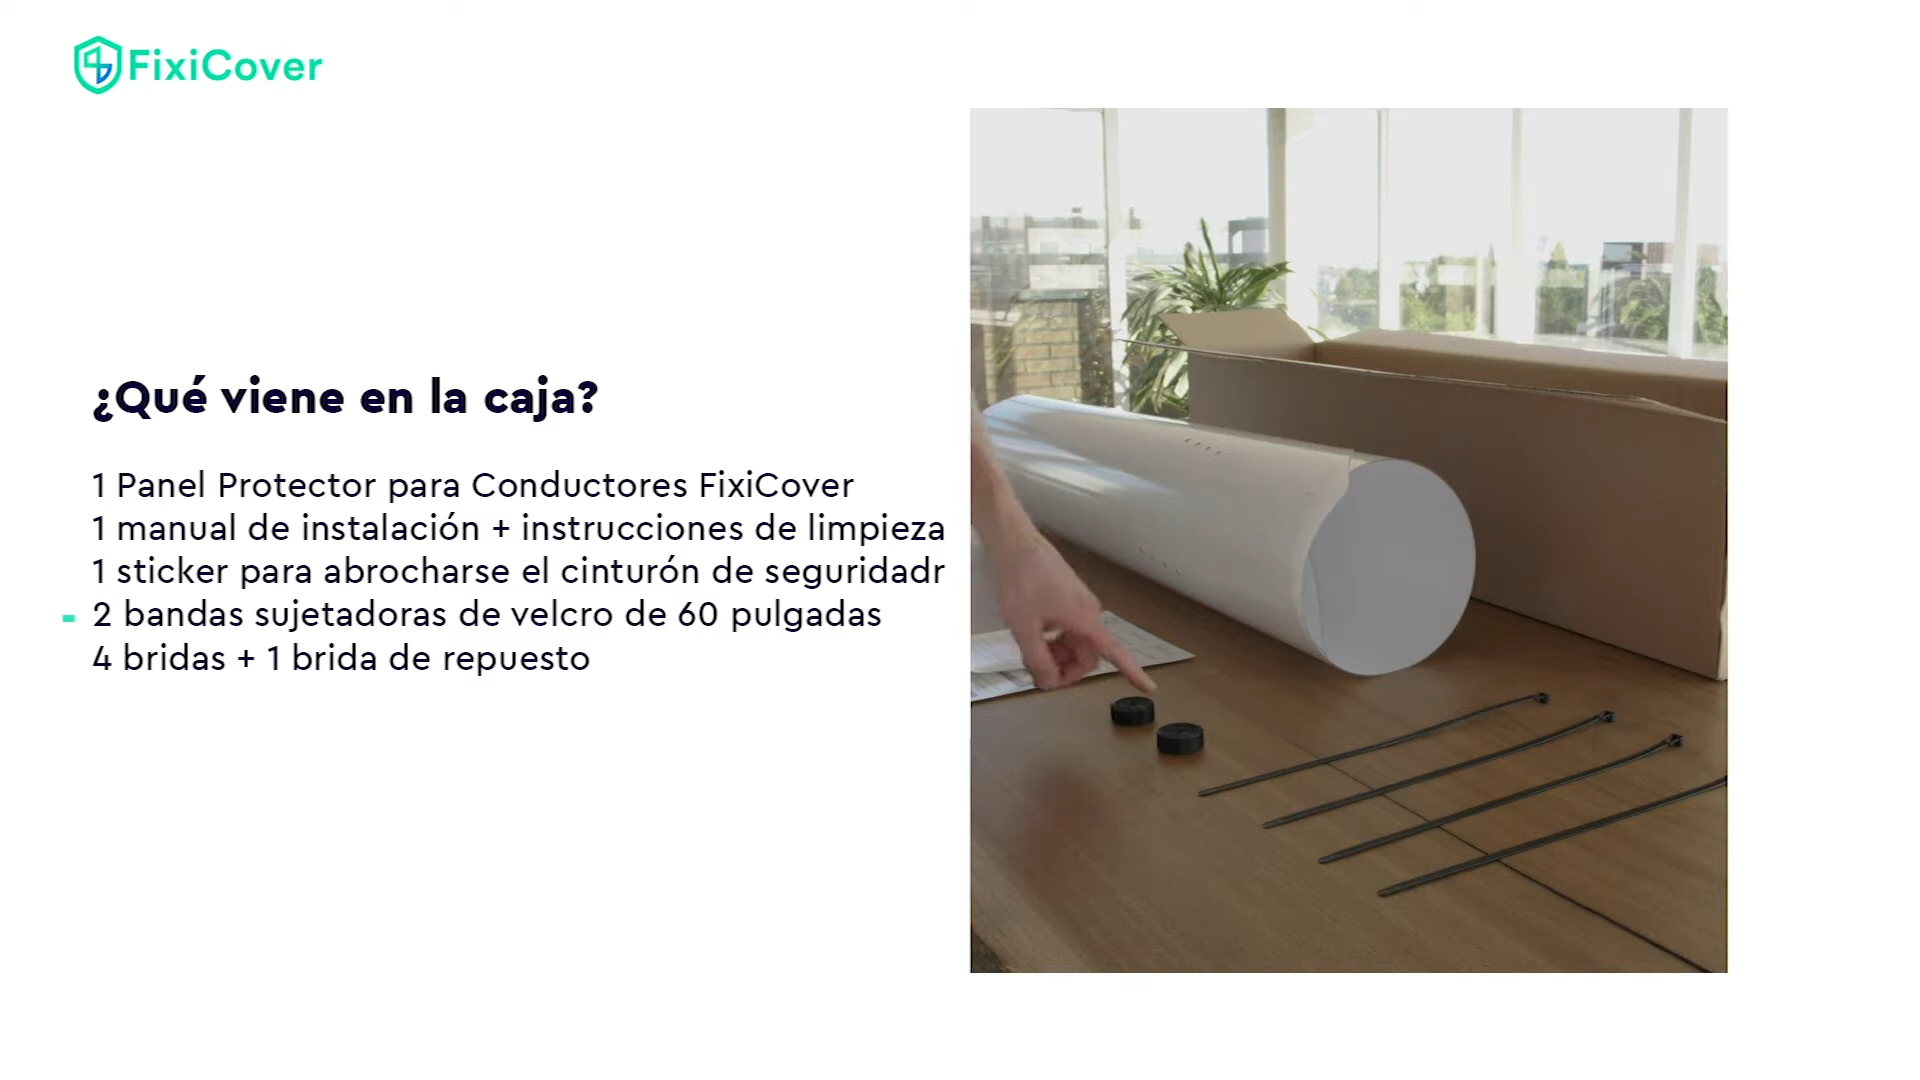 FixiCover
¿Qué viene en la caja?
1 Panel Protector para Conductores FixiCover
1 manual de instalación + instrucciones de limpieza
1 sticker para abrocharse el cinturón de seguridadr
2 bandas sujetadoras de velcro de 60 pulgadas
4 bridas + 1 brida de repuesto